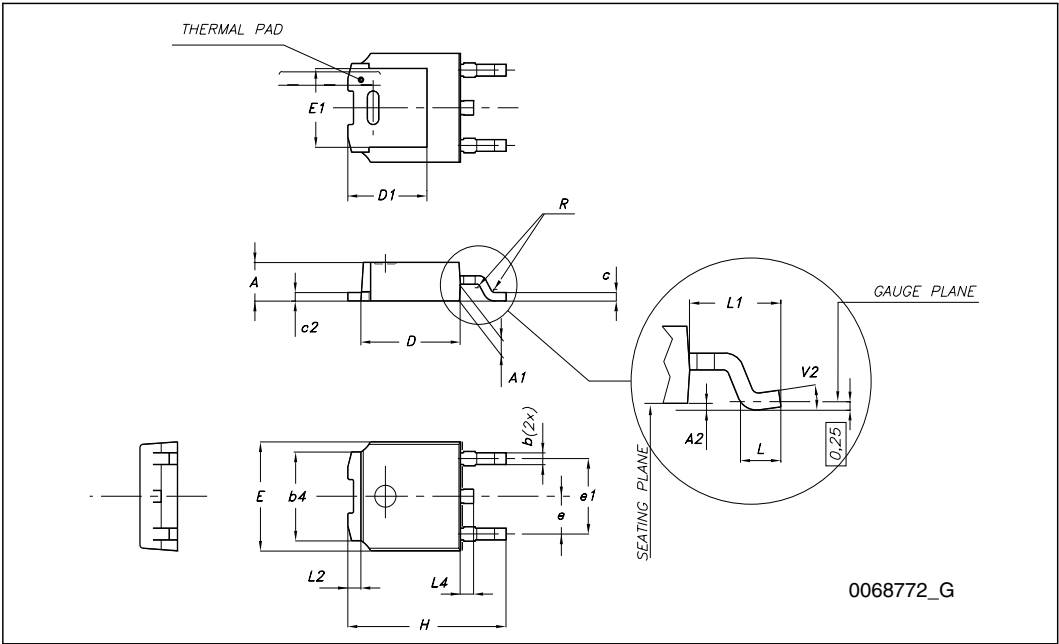 THERMAL PAD
E1
D1
R
A
c2
D
A1
c
L1
GAUGE PLANE
V2
A2
L
0,25
SEATING PLANE
b(2x)
E
b4
e
e1
L2
L4
H
0068772_G